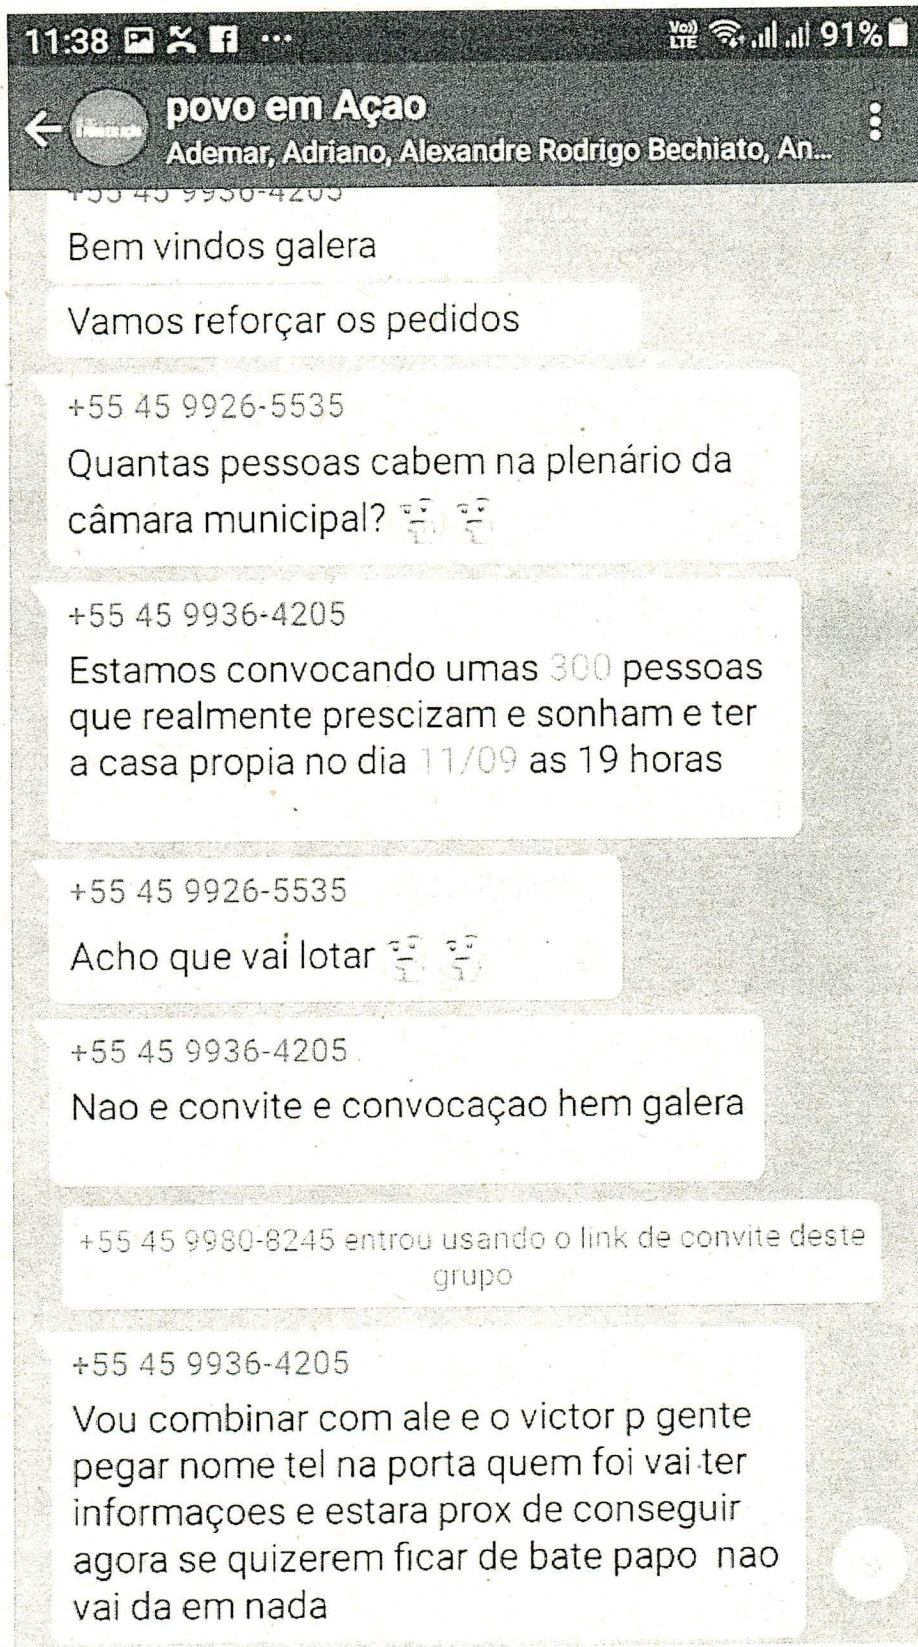 11:38 ... Vo)) LTE 91%
povo em Açao
Ademar, Adriano, Alexandre Rodrigo Bechiato, An...
+55 45 9936-4205
Bem vindos galera
Vamos reforçar os pedidos
+55 45 9926-5535
Quantas pessoas cabem na plenário da
câmara municipal?
+55 45 9936-4205
Estamos convocando umas 300 pessoas
que realmente prescizam e sonham e ter
a casa propia no dia 11/09 as 19 horas
+55 45 9926-5535
Acho que vai lotar
+55 45 9936-4205
Nao e convite e convocaçao hem galera
+55 45 9980-8245 entrou usando o link de convite deste
grupo
+55 45 9936-4205
Vou combinar com ale e o victor p gente
pegar nome tel na porta quem foi vai ter
informaçoes e estara prox de conseguir
agora se quizerem ficar de bate papo nao
vai da em nada